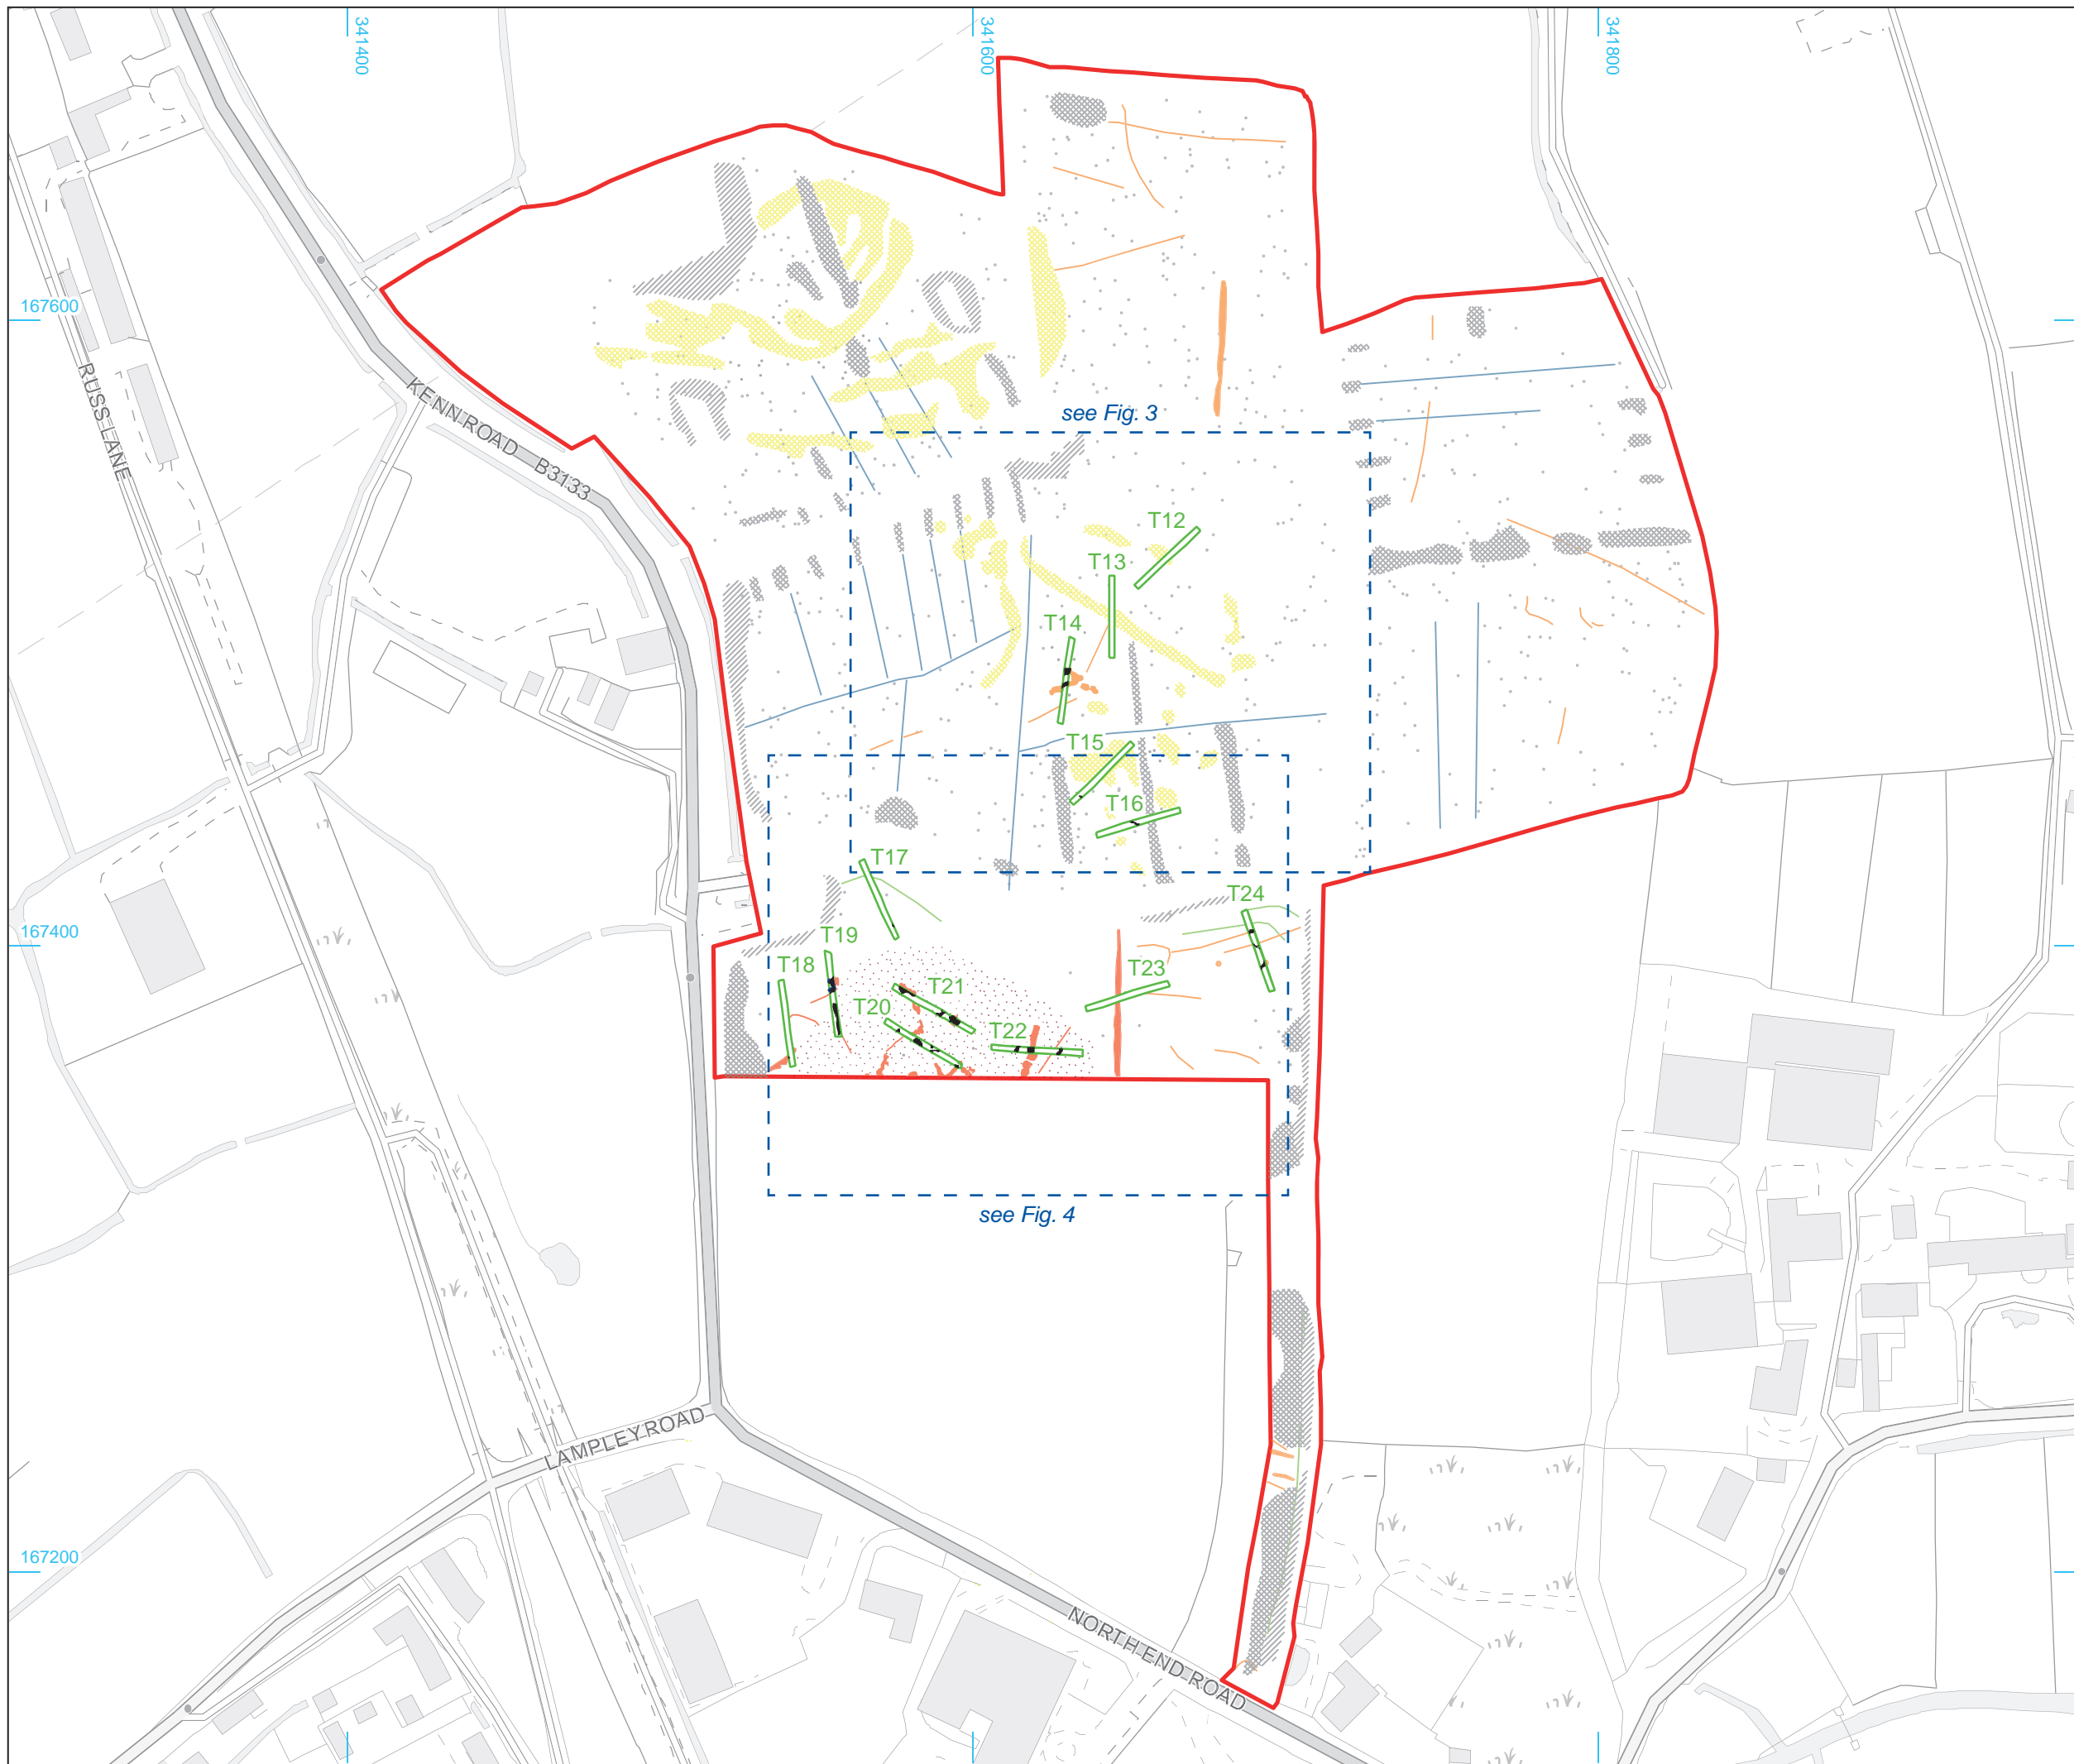 341400
341600
341800
167600
RUSS LANE
KENN ROAD B3133
see Fig. 3
T12
T13
T14
T15
T16
T17
T24
167400
T19
T18
T23
T21
T20
T22
see Fig. 4
LAMPLEY ROAD
167200
NORTH END ROAD